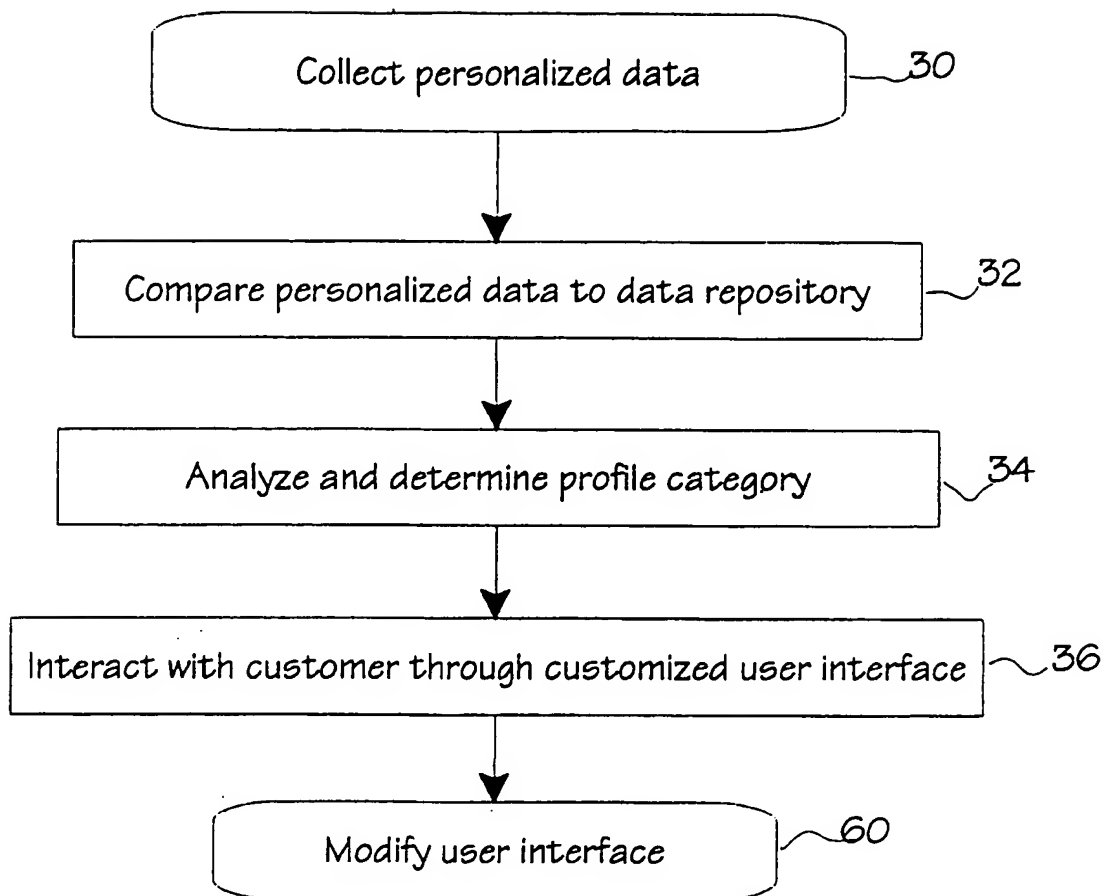 Collect personalized data
30
Compare personalized data to data repository
32
Analyze and determine profile category
34
Interact with customer through customized user interface
36
Modify user interface
60